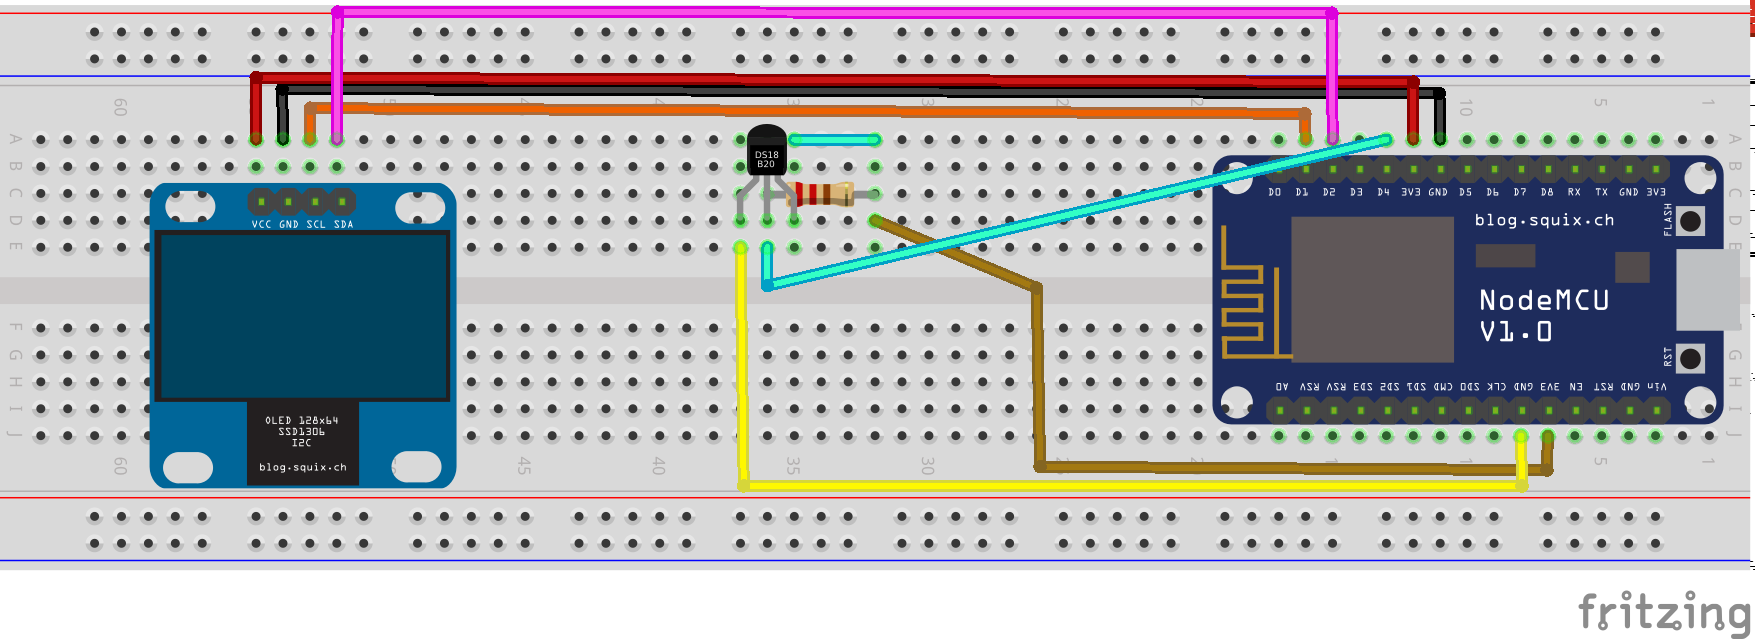 60
55
45
40
35
30
25
20
15
10
5
1
A
B
C
D
E
DS18
B20
VCC GND SCL SDA
D0 D1 D2 D3 D4 3V3 GND D5 D6 D7 D8 RX TX GND 3V3
blog.squix.ch
FLASH
NodeMCU
V1.0
RST
A0 RSV RSV SD3 SD2 SD1 CMD SD0 CLK GND 3V3 EN RST GND Vin
F
G
H
I
J
OLED 128x64
SSD1306
I2C
blog.squix.ch
60
45
40
35
30
5
1
A
B
C
D
E
G
H
I
J
fritzing